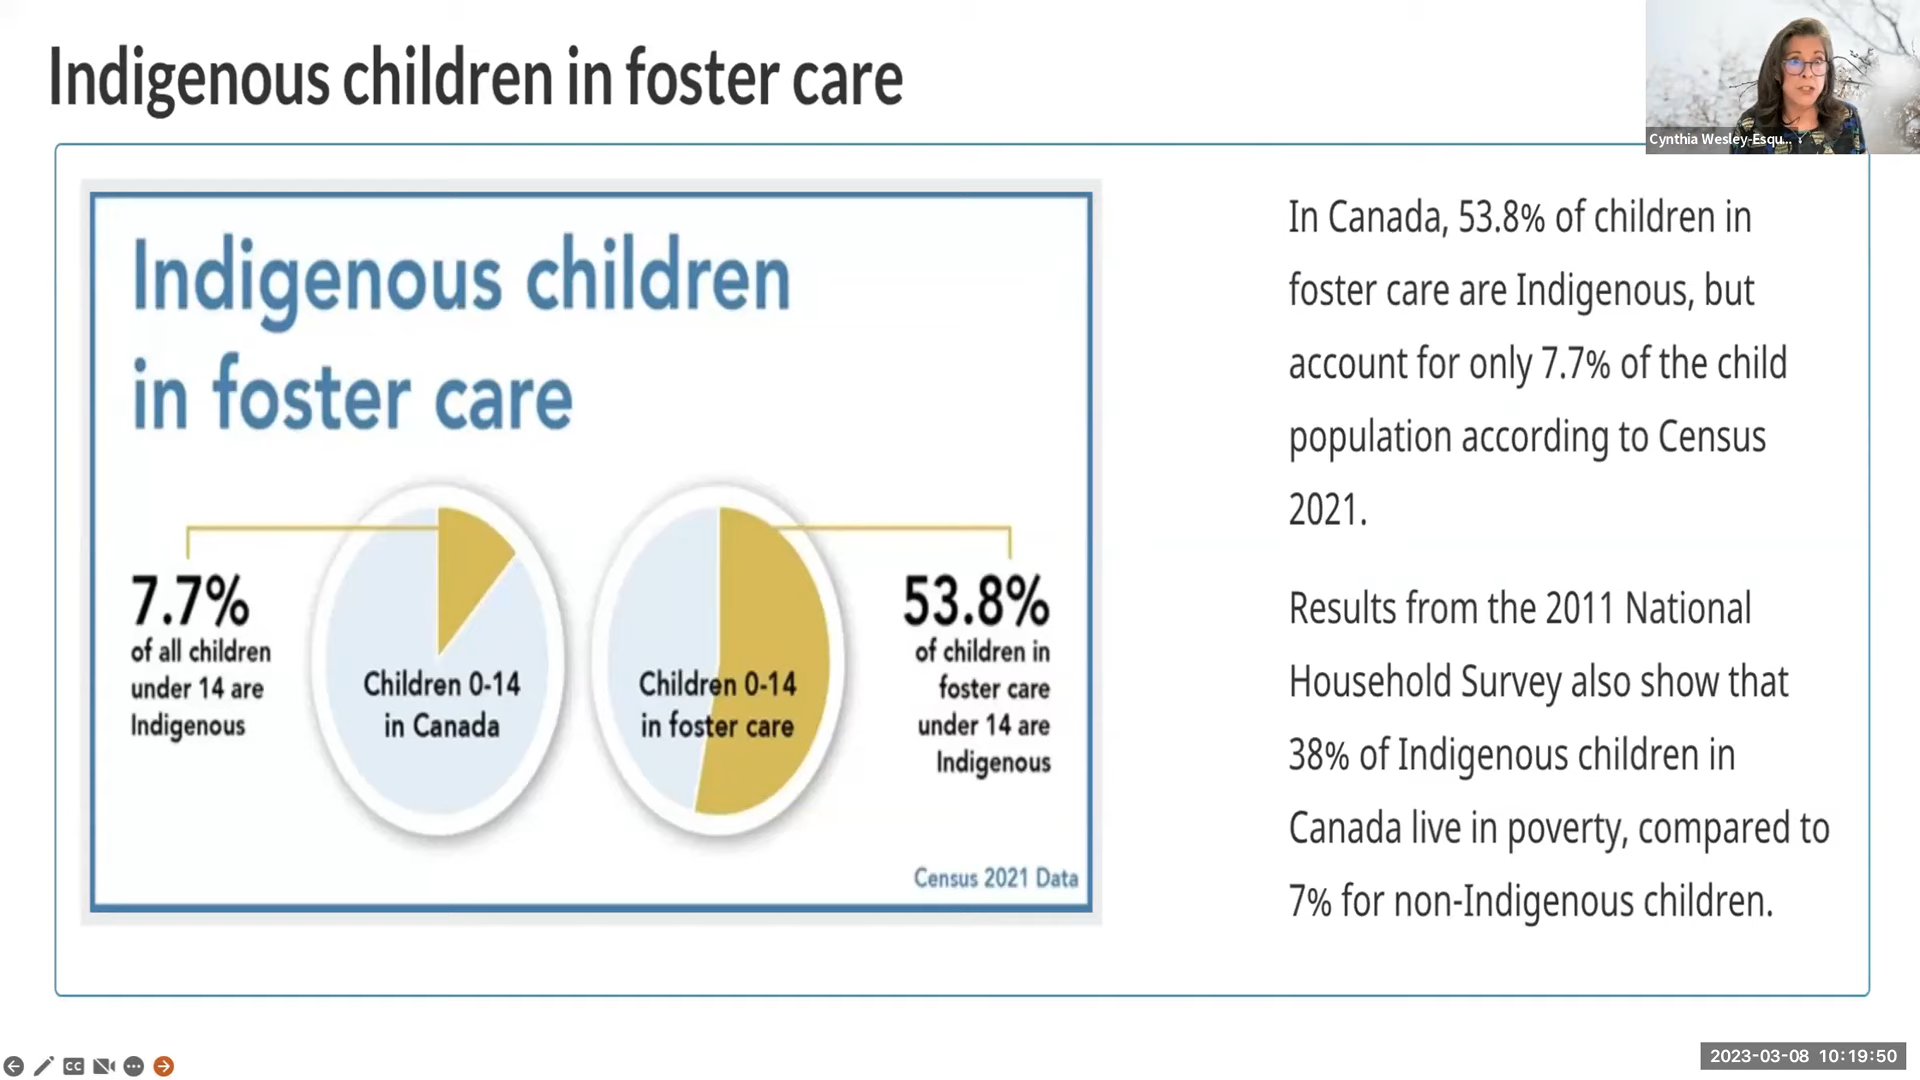 Indigenous children in foster care
Cynthia Wesley-Esqu...
Indigenous children
in foster care
7.7%
of all children
under 14 are
Indigenous
Children 0-14
in Canada
Children 0-14
in foster care
53.8%
of children in
foster care
under 14 are
Indigenous
Census 2021 Data
In Canada, 53.8% of children in
foster care are Indigenous, but
account for only 7.7% of the child
population according to Census
2021.
Results from the 2011 National
Household Survey also show that
38% of Indigenous children in
Canada live in poverty, compared to
7% for non-Indigenous children.
CC
2023-03-08 10:19:50